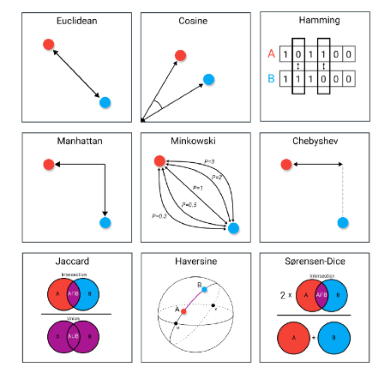 Euclidean
Cosine
Hamming
A 1 0 1 1 0 0
B 1 1 1 0 0 0
Manhattan
Minkowski
P=3
P=2
P=1
P=0.5
P=0.2
Chebyshev
Jaccard
Intersection
A A∩B B
Union
A A∪B B
Haversine
B
A
Sørensen-Dice
Intersection
2 x A A∩B B
A + B